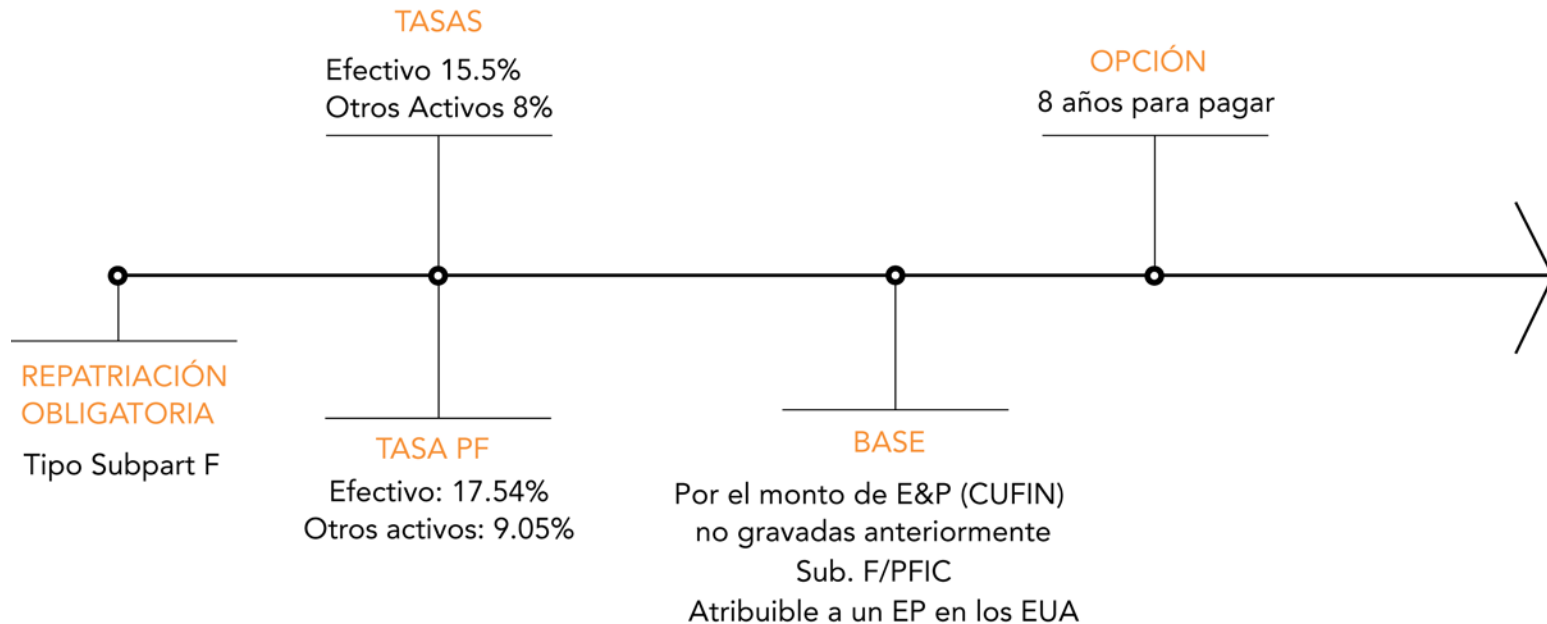 TASAS
Efectivo 15.5%
Otros Activos 8%
OPCIÓN
8 años para pagar
REPATRIACIÓN
OBLIGATORIA
Tipo Subpart F
TASA PF
Efectivo: 17.54%
Otros activos: 9.05%
BASE
Por el monto de E&P (CUFIN)
no gravadas anteriormente
Sub. F/PFIC
Atribuible a un EP en los EUA